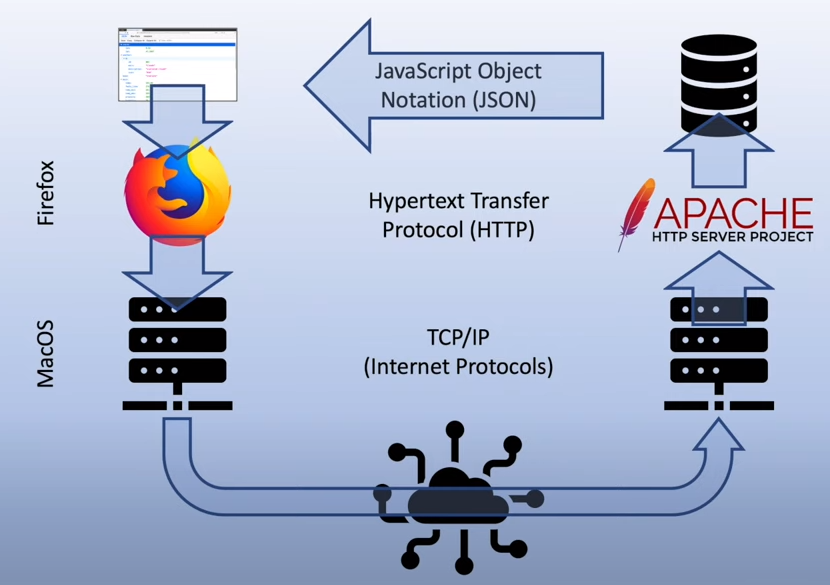 JavaScript Object
Notation (JSON)
Firefox
Hypertext Transfer
Protocol (HTTP)
APACHE
HTTP SERVER PROJECT
MacOS
TCP/IP
(Internet Protocols)